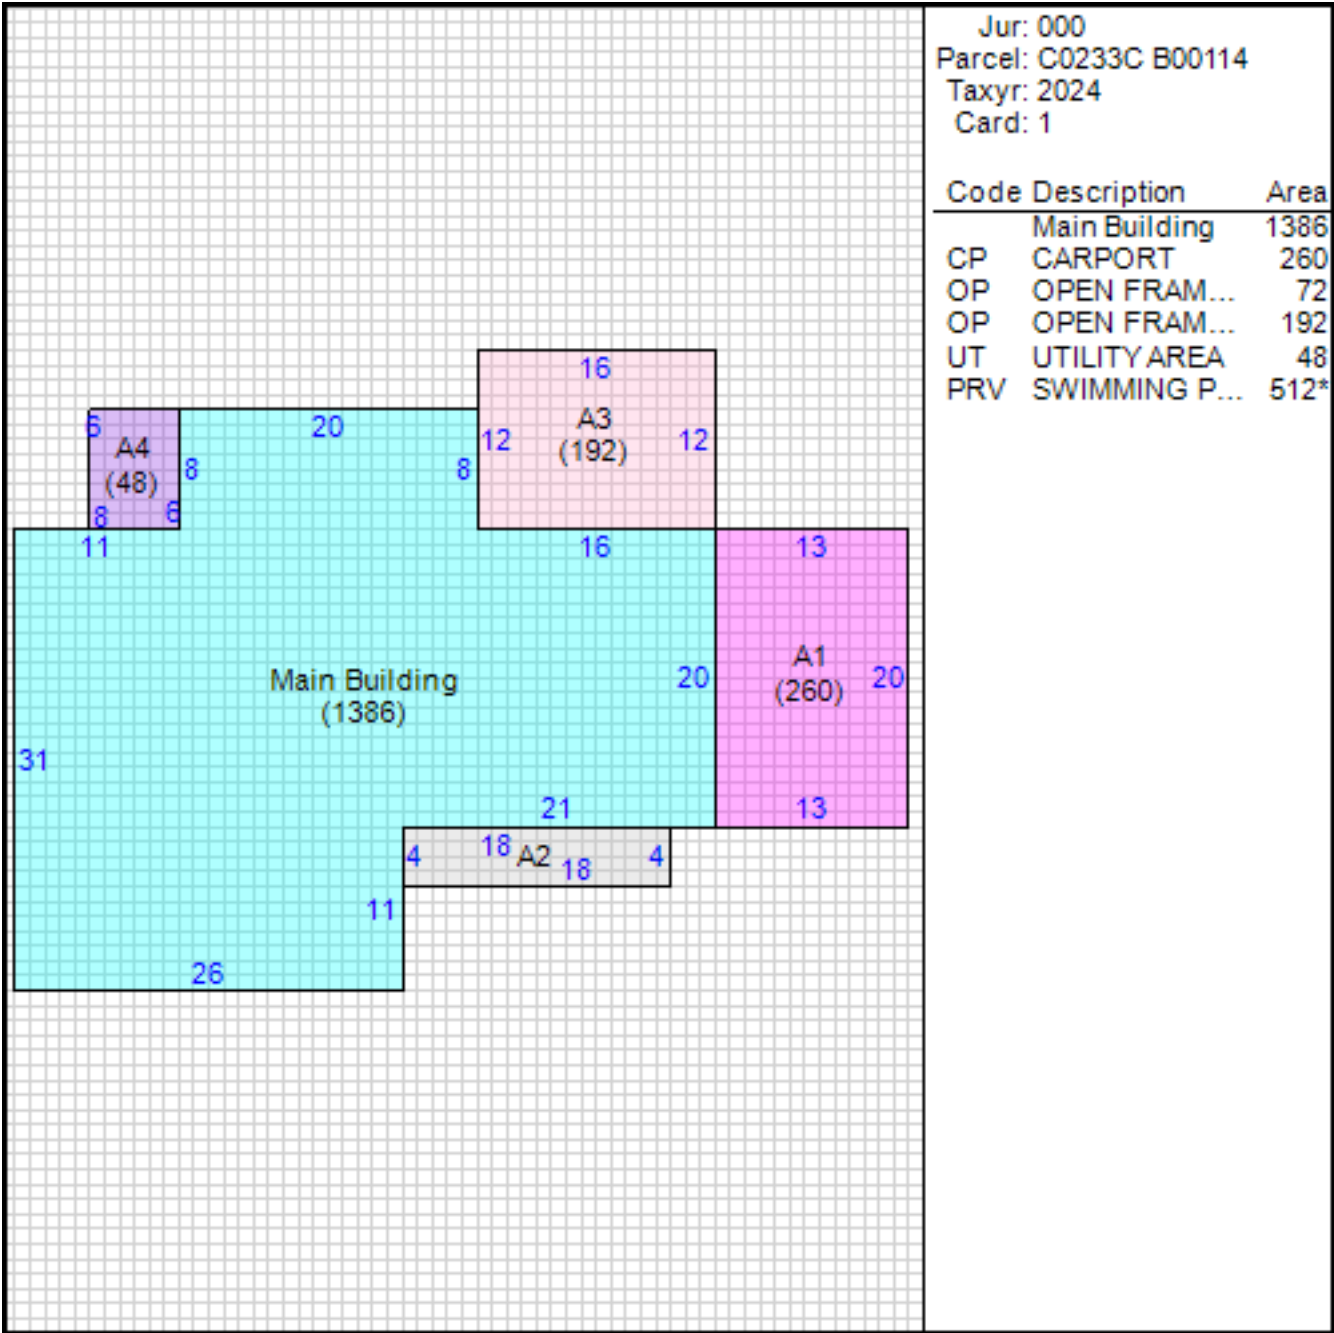 Jur: 000
Parcel: C0233C B00114
Taxyr: 2024
Card: 1
Code Description Area
Main Building 1386
CP CARPORT 260
OP OPEN FRAM... 72
OP OPEN FRAM... 192
UT UTILITY AREA 48
PRV SWIMMING P... 512*
16
A3
(192)
12
12
6
A4
(48)
8
6
20
8
8
11
16
13
Main Building
(1386)
20
A1
(260)
20
31
21
13
4
18
A2
18
4
11
26